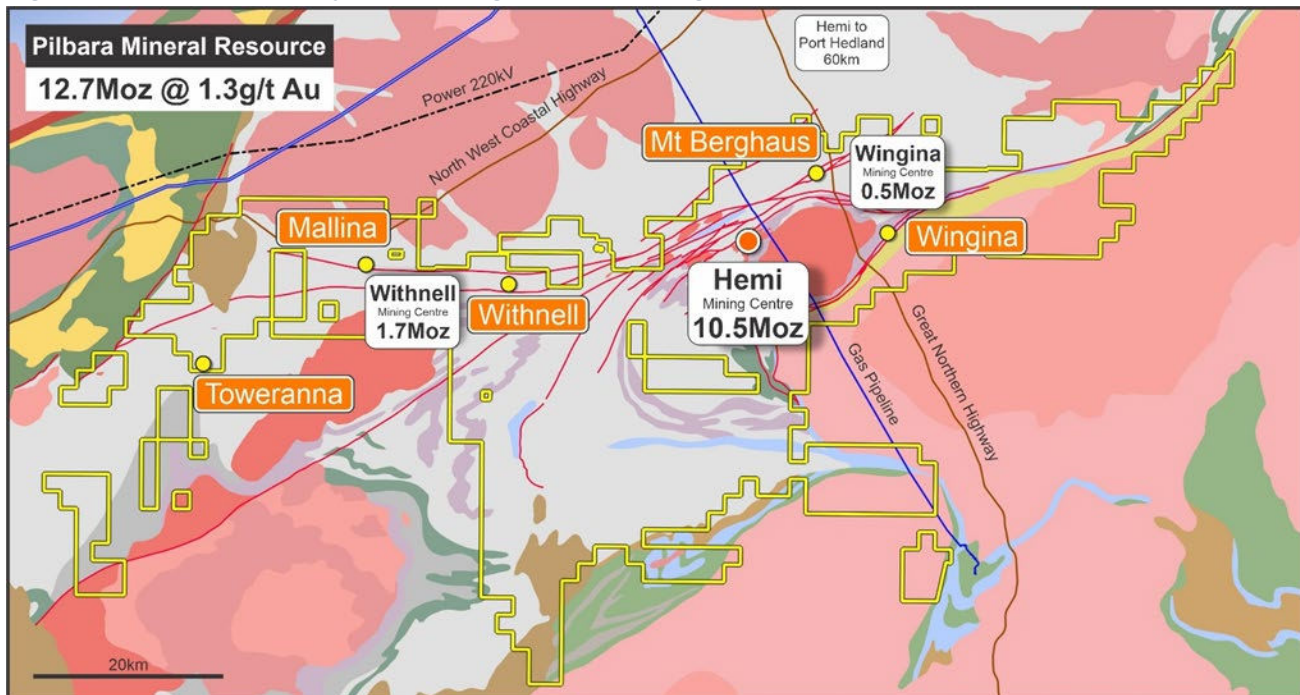 Pilbara Mineral Resource
12.7Moz @ 1.3g/t Au
Power 220kV
North West Coastal Highway
Hemi to
Port Hedland
60km
Mt Berghaus
Wingina
Mining Centre
0.5Moz
Mallina
Wingina
Withnell
Mining Centre
1.7Moz
Withnell
Hemi
Mining Centre
10.5Moz
Toweranna
Gas Pipeline
Great Northern Highway
20km